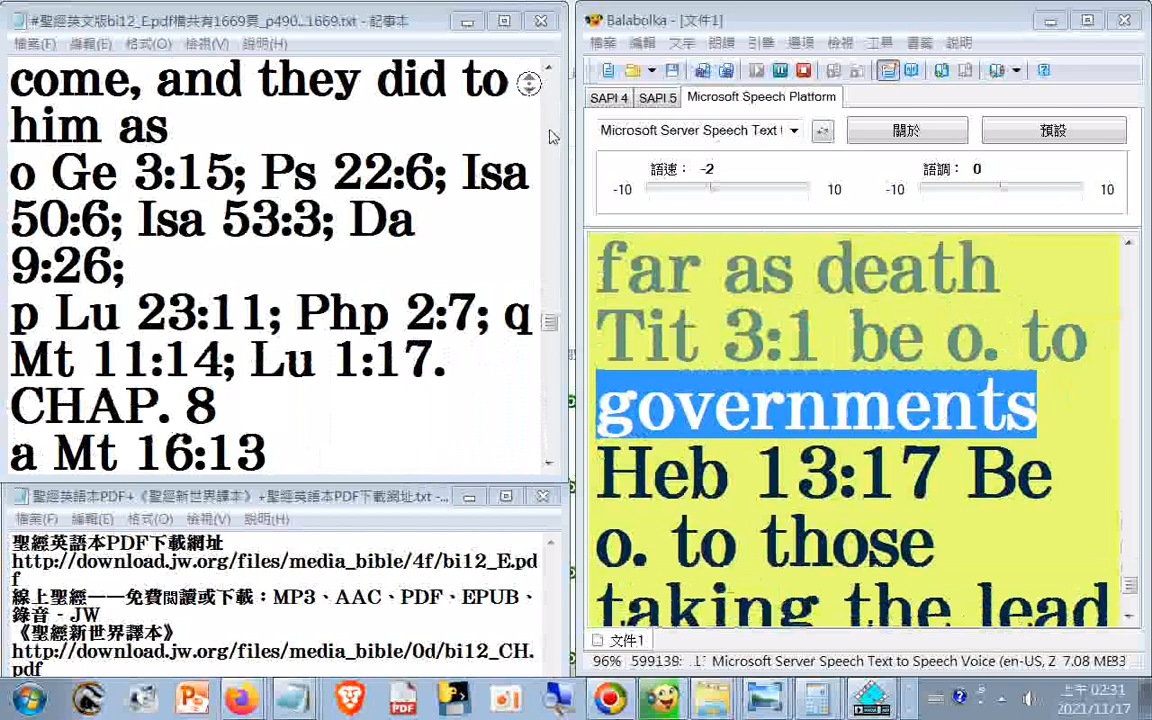 #聖經英文版bi12_E.pdf檔共有1669頁_p490...1669.txt - 記事本
檔案(F) 編輯(E) 格式(O) 檢視(V) 說明(H)
come, and they did to
him as
o Ge 3:15; Ps 22:6; Isa
50:6; Isa 53:3; Da
9:26;
p Lu 23:11; Php 2:7; q
Mt 11:14; Lu 1:17.
CHAP. 8
a Mt 16:13
聖經英語本PDF+《聖經新世界譯本》+聖經英語本PDF下載網址.txt -...
檔案(F) 編輯(E) 格式(O) 檢視(V) 說明(H)
聖經英語本PDF下載網址
http://download.jw.org/files/media_bible/4f/bi12_E.pd
f
線上聖經——免費閱讀或下載：MP3、AAC、PDF、EPUB、
錄音 - JW
《聖經新世界譯本》
http://download.jw.org/files/media_bible/0d/bi12_CH.
pdf
Balabolka - [文件1]
檔案 編輯 文字 朗讀 引擎 選項 檢視 工具 書籤 說明
SAPI 4 SAPI 5 Microsoft Speech Platform
Microsoft Server Speech Text 關於 預設
語速： -2 語調： 0
-10 10 -10 10
far as death
Tit 3:1 be o. to
governments
Heb 13:17 Be
o. to those
taking the lead
文件1
96% Microsoft Server Speech Text to Speech Voice (en-US, Z 7.08 MB
上午 02:31
2021/11/17